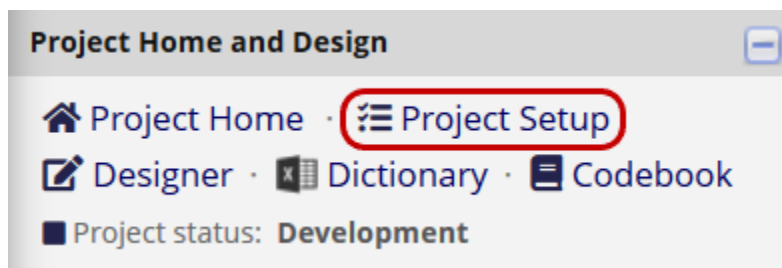 Project Home and Design
Project Home · Project Setup
Designer · Dictionary · Codebook
Project status: Development